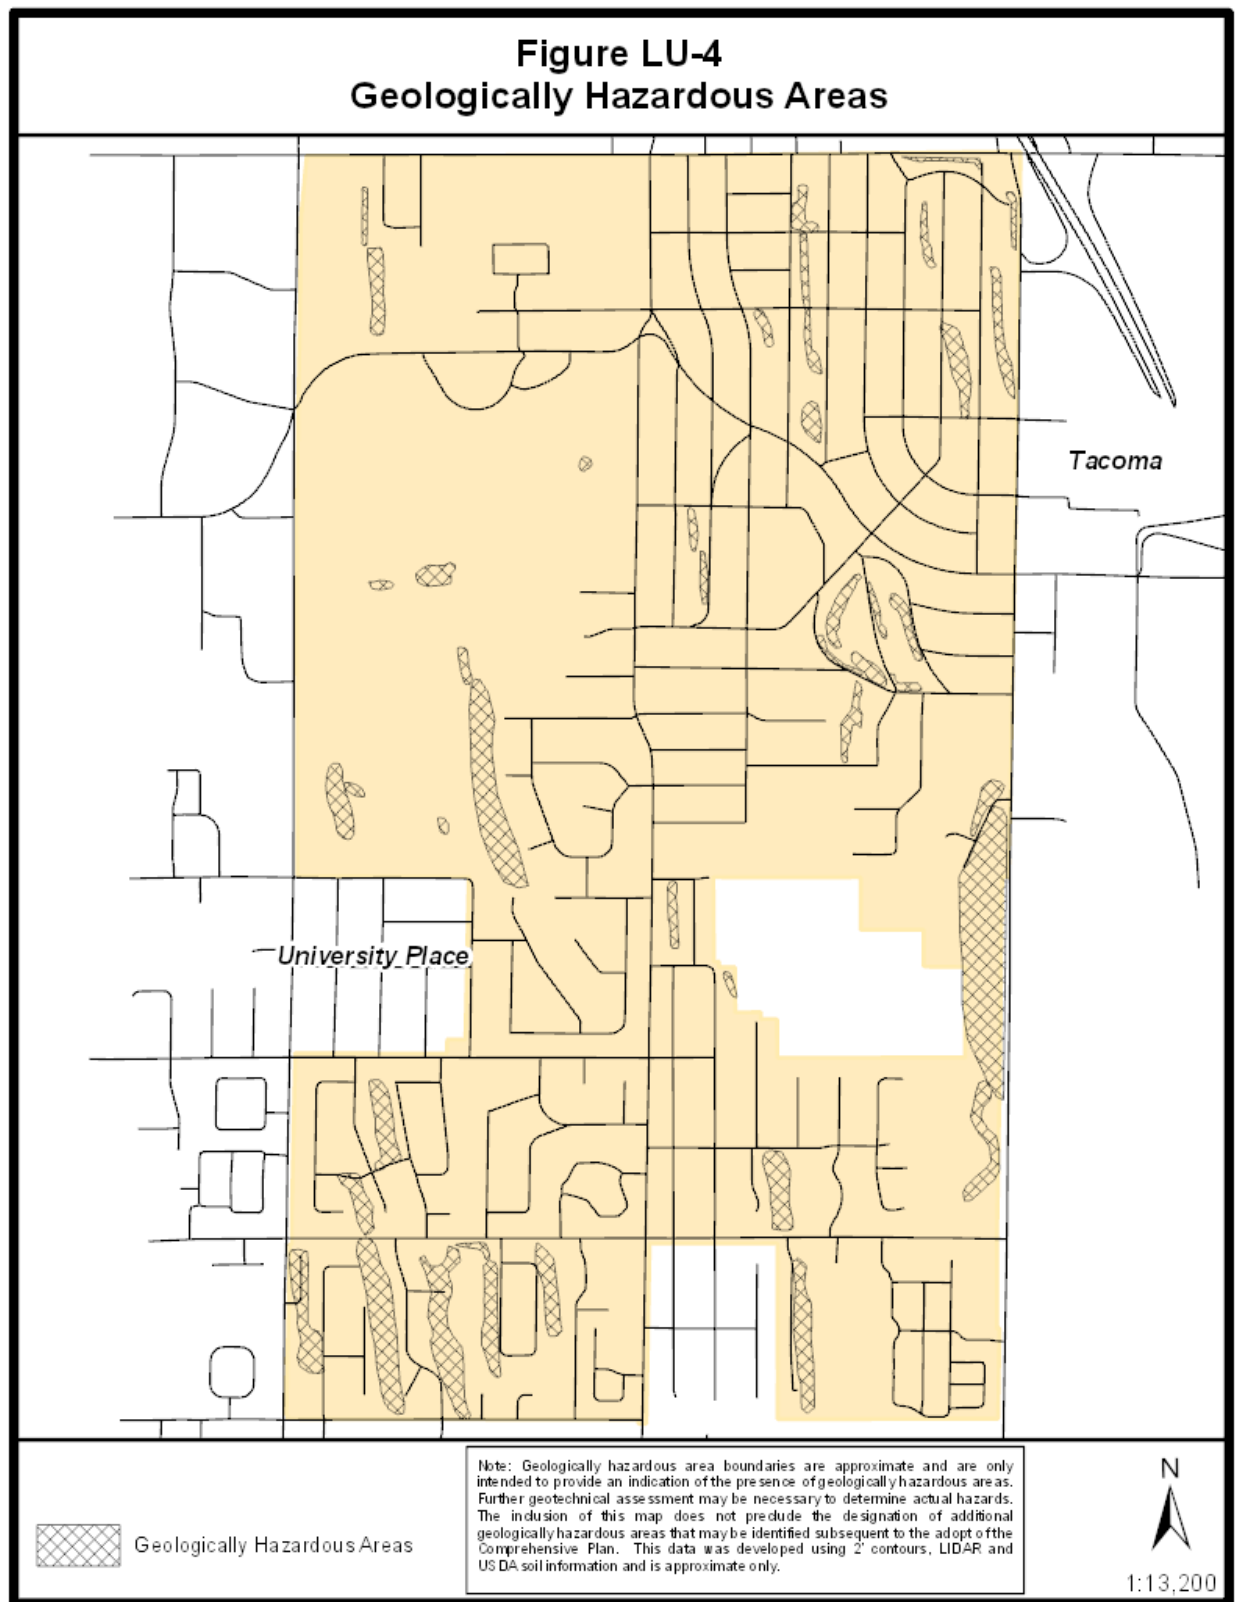 Figure LU-4
Geologically Hazardous Areas
Tacoma
University Place
Geologically Hazardous Areas
Note: Geologically hazardous area boundaries are approximate and are only
intended to provide an indication of the presence of geologically hazardous areas.
Further geotechnical assessment may be necessary to determine actual hazards.
The inclusion of this map does not preclude the designation of additional
geologically hazardous areas that may be identified subsequent to the adopt of the
Comprehensive Plan. This data was developed using 2' contours, LIDAR and
USDA soil information and is approximate only.
N
1:13,200